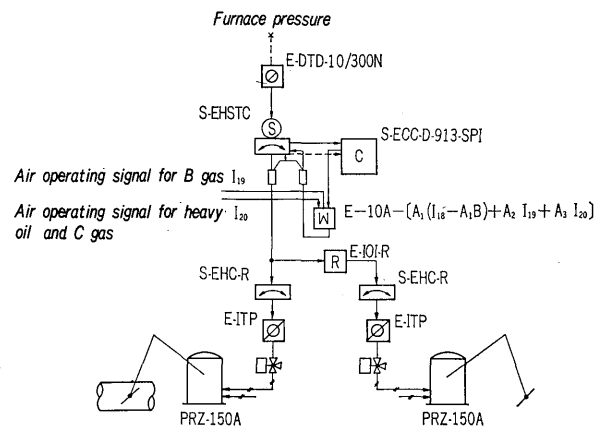 Furnace pressure
E-DTD-10/300N
S-EHSTC
S
S-ECC-D-913-SPI
C
Air operating signal for B gas I₁₉
Air operating signal for heavy I₂₀
oil and C gas
W
E-10A-[A₁(I₁₈-A₁B)+A₂ I₁₉+A₃ I₂₀]
E-IOI-R
R
S-EHC-R
S-EHC-R
E-ITP
E-ITP
PRZ-150A
PRZ-150A